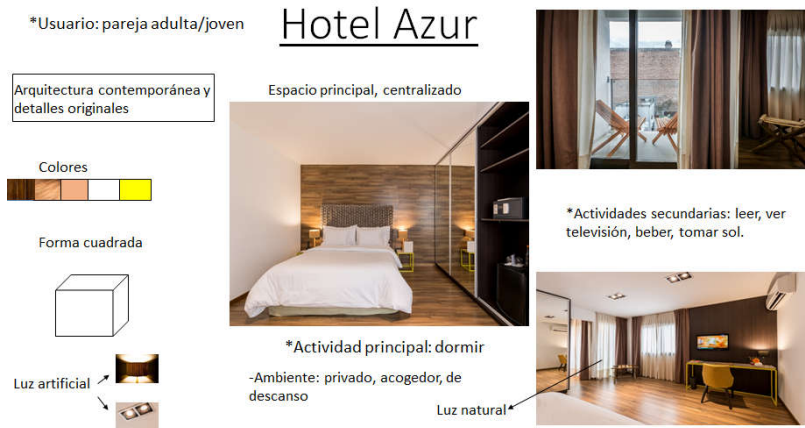 *Usuario: pareja adulta/joven
Hotel Azur
Arquitectura contemporánea y
detalles originales
Espacio principal, centralizado
Colores
*Actividades secundarias: leer, ver
televisión, beber, tomar sol.
Forma cuadrada
*Actividad principal: dormir
-Ambiente: privado, acogedor, de
descanso
Luz artificial
Luz natural